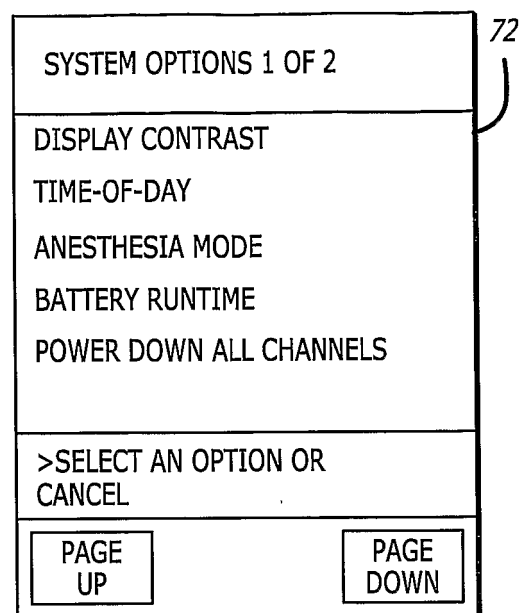 72
SYSTEM OPTIONS 1 OF 2
DISPLAY CONTRAST
TIME-OF-DAY
ANESTHESIA MODE
BATTERY RUNTIME
POWER DOWN ALL CHANNELS
>SELECT AN OPTION OR
CANCEL
PAGE
UP
PAGE
DOWN